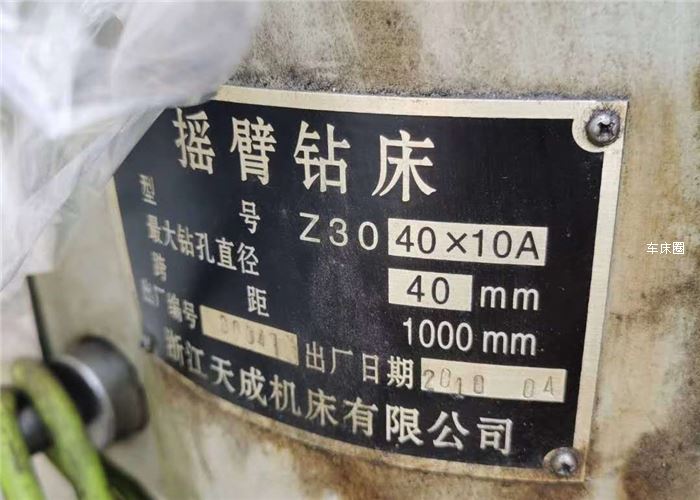 摇臂钻床
型号 Z30 40×10A
最大钻孔直径 40 mm
跨距 1000 mm
出厂编号 出厂日期 2010 04
浙江天成机床有限公司
车床圈